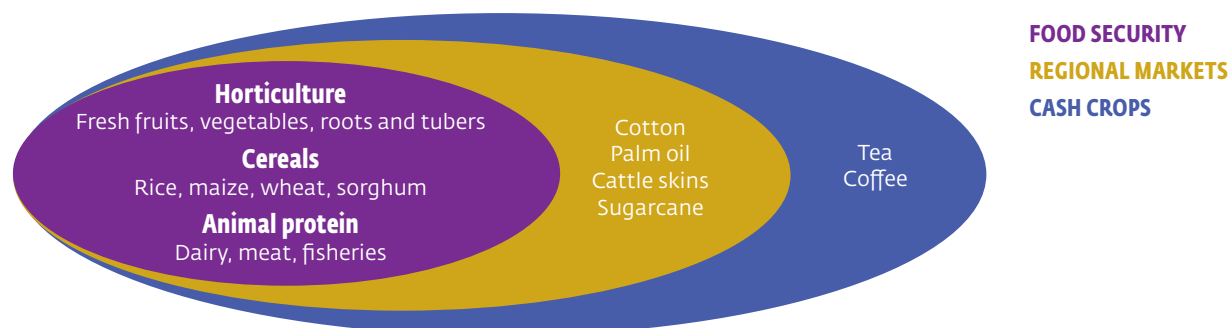 Horticulture
Fresh fruits, vegetables, roots and tubers
Cereals
Rice, maize, wheat, sorghum
Animal protein
Dairy, meat, fisheries
Cotton
Palm oil
Cattle skins
Sugarcane
Tea
Coffee
FOOD SECURITY
REGIONAL MARKETS
CASH CROPS